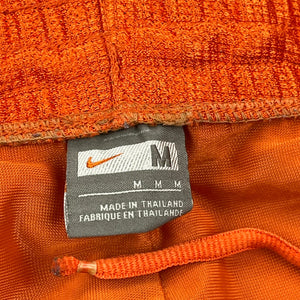 M
M M M
MADE IN THAILAND
FABRIQUE EN THAILANDE